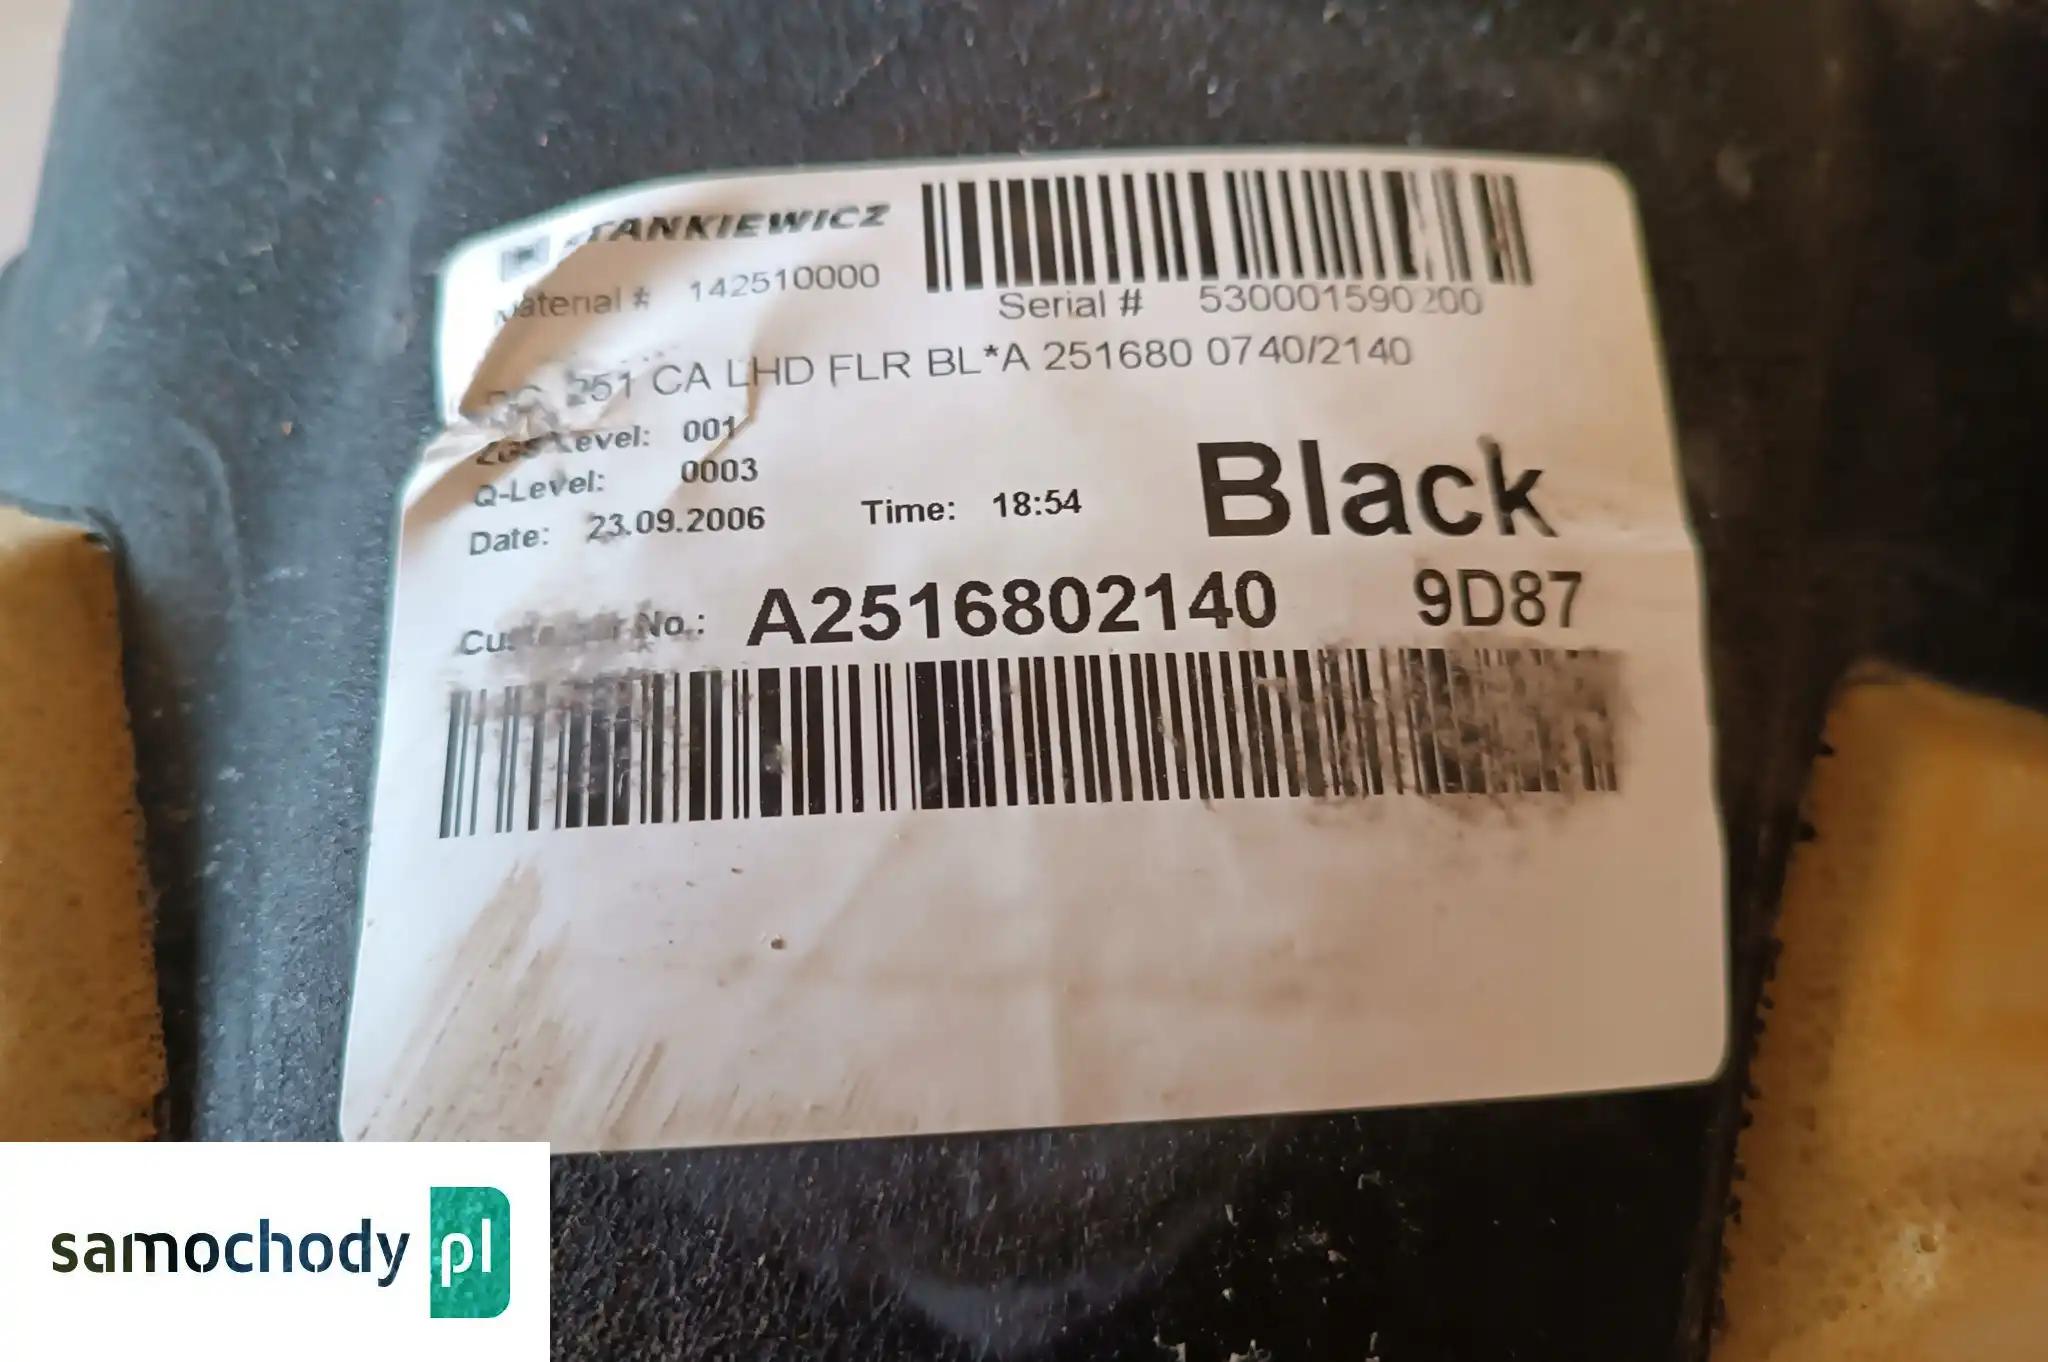 STANKIEWICZ
Material # 142510000
Serial # 530001590200
251 CA LHD FLR BL*A 251680 0740/2140
Level: 001
Q-Level: 0003
Date: 23.09.2006 Time: 18:54
Black
Customer No.: A2516802140 9D87
samochody pl